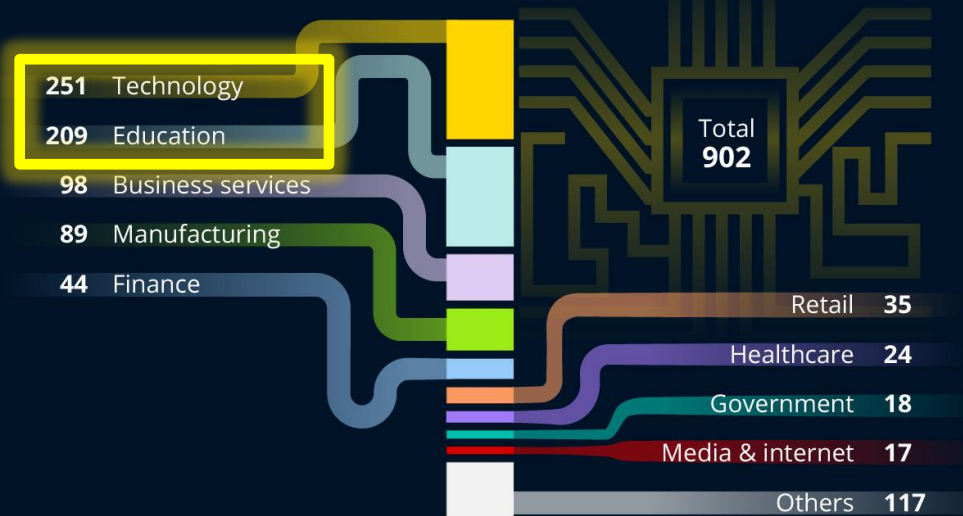 251 Technology
209 Education
98 Business services
89 Manufacturing
44 Finance
Total
902
Retail 35
Healthcare 24
Government 18
Media & internet 17
Others 117